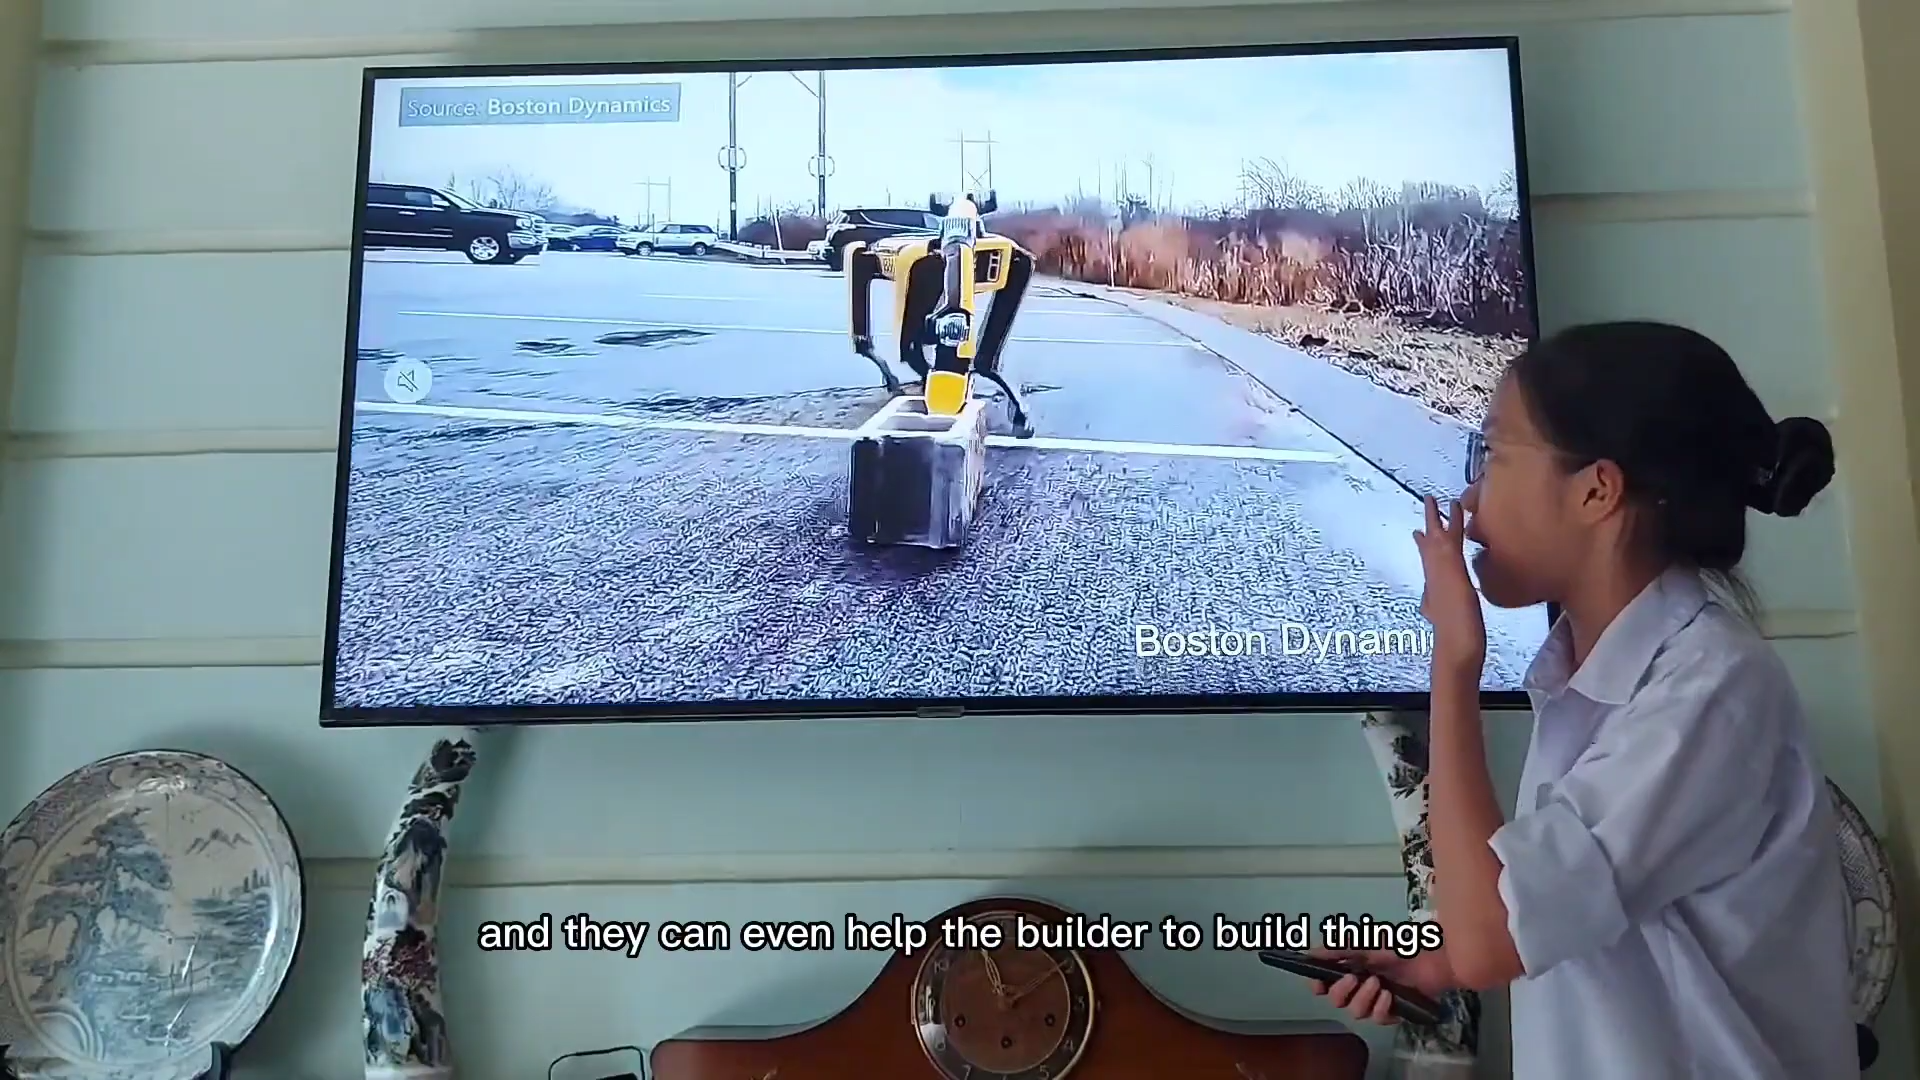 Source: Boston Dynamics
Boston Dynami
and they can even help the builder to build things